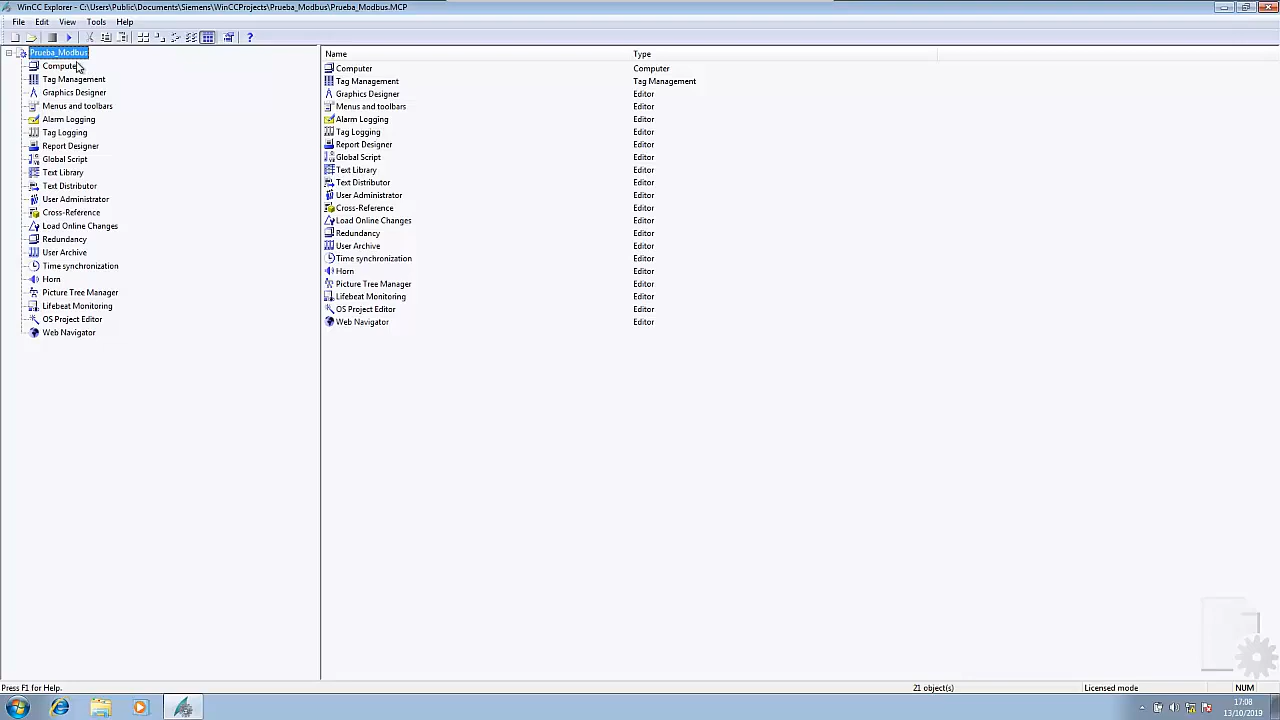 WinCC Explorer - C:\Users\Public\Documents\Siemens\WinCCProjects\Prueba_Modbus\Prueba_Modbus.MCP
File Edit View Tools Help
Prueba_Modbus
Computer
Tag Management
Graphics Designer
Menus and toolbars
Alarm Logging
Tag Logging
Report Designer
Global Script
Text Library
Text Distributor
User Administrator
Cross-Reference
Load Online Changes
Redundancy
User Archive
Time synchronization
Horn
Picture Tree Manager
Lifebeat Monitoring
OS Project Editor
Web Navigator
Name Type
Computer Computer
Tag Management Tag Management
Graphics Designer Editor
Menus and toolbars Editor
Alarm Logging Editor
Tag Logging Editor
Report Designer Editor
Global Script Editor
Text Library Editor
Text Distributor Editor
User Administrator Editor
Cross-Reference Editor
Load Online Changes Editor
Redundancy Editor
User Archive Editor
Time synchronization Editor
Horn Editor
Picture Tree Manager Editor
Lifebeat Monitoring Editor
OS Project Editor Editor
Web Navigator Editor
Press F1 for Help. 21 object(s) Licensed mode NUM
17:08
13/10/2019